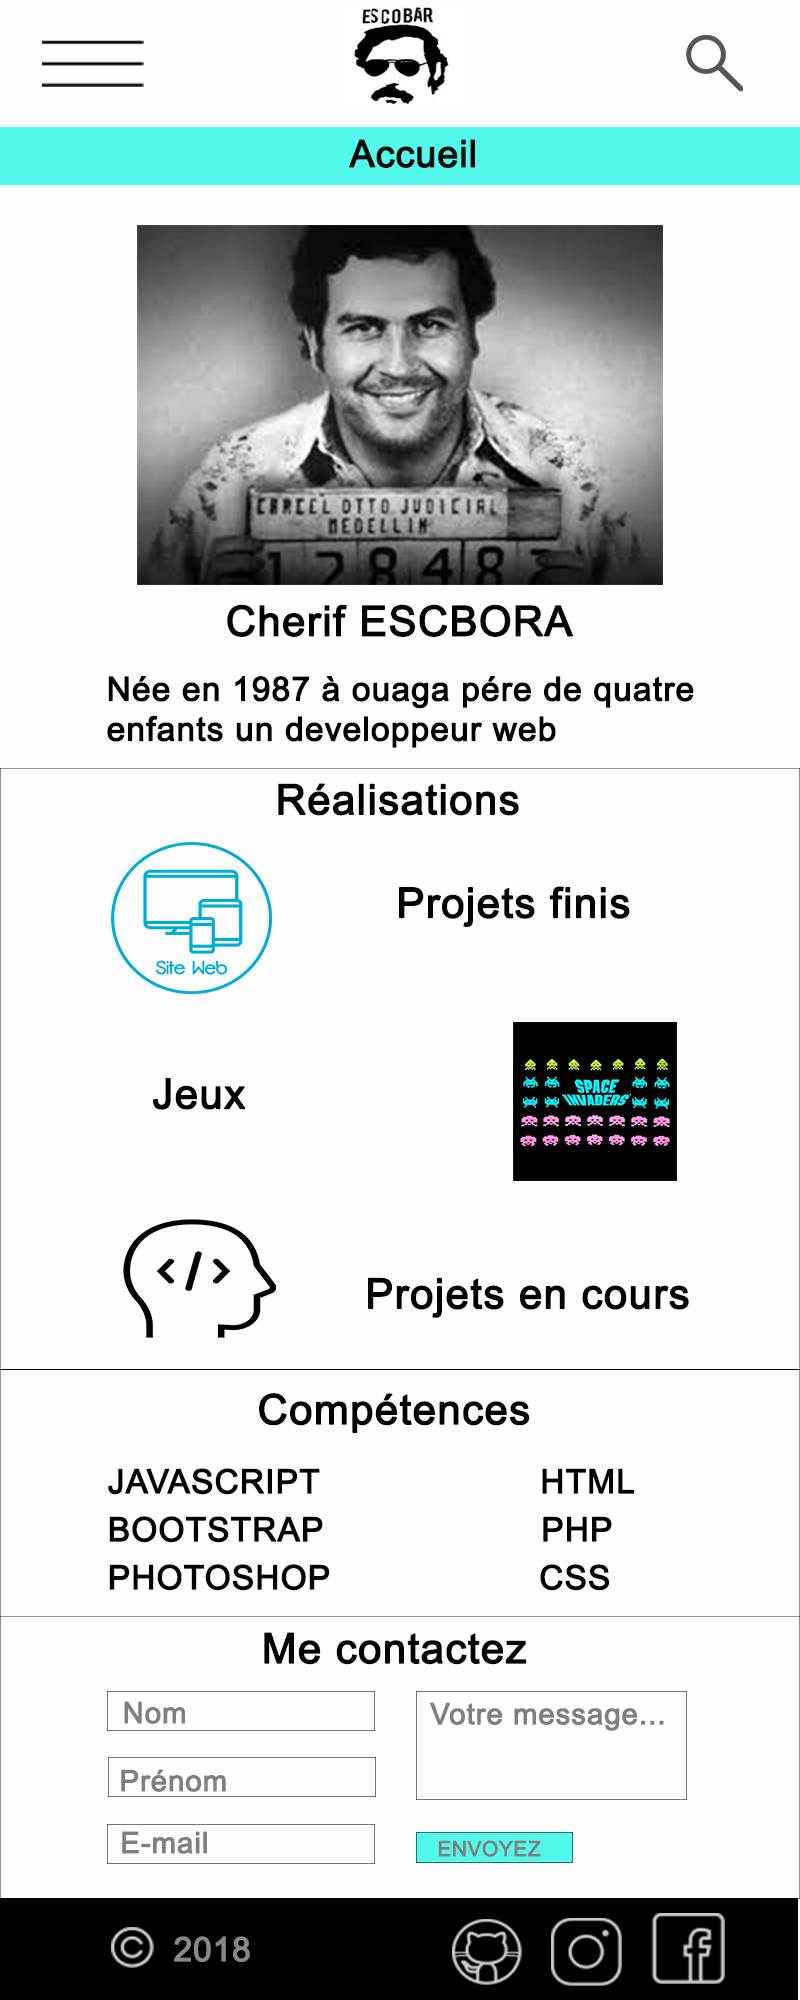 ESCOBAR
Accueil
CARCEL OTTO JUDICIAL
MEDELLIN
12848
Cherif ESCBORA
Née en 1987 à ouaga pére de quatre
enfants un developpeur web
Réalisations
Site Web
Projets finis
Jeux
SPACE
INVADERS
</>
Projets en cours
Compétences
JAVASCRIPT HTML
BOOTSTRAP PHP
PHOTOSHOP CSS
Me contactez
Nom Votre message...
Prénom
E-mail ENVOYEZ
© 2018